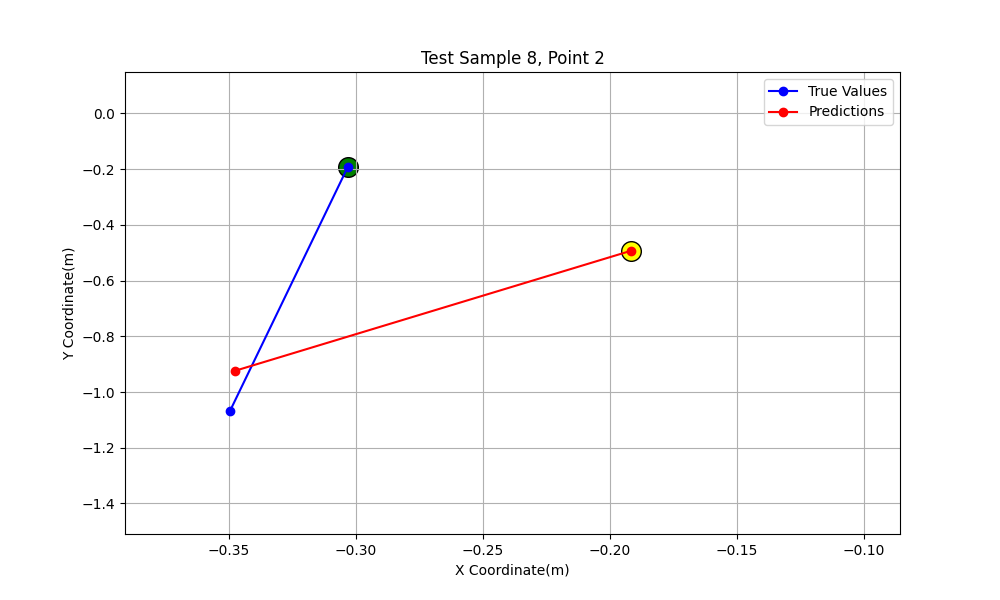 Test Sample 8, Point 2
True Values
Predictions
Y Coordinate(m)
0.0
−0.2
−0.4
−0.6
−0.8
−1.0
−1.2
−1.4
−0.35 −0.30 −0.25 −0.20 −0.15 −0.10
X Coordinate(m)